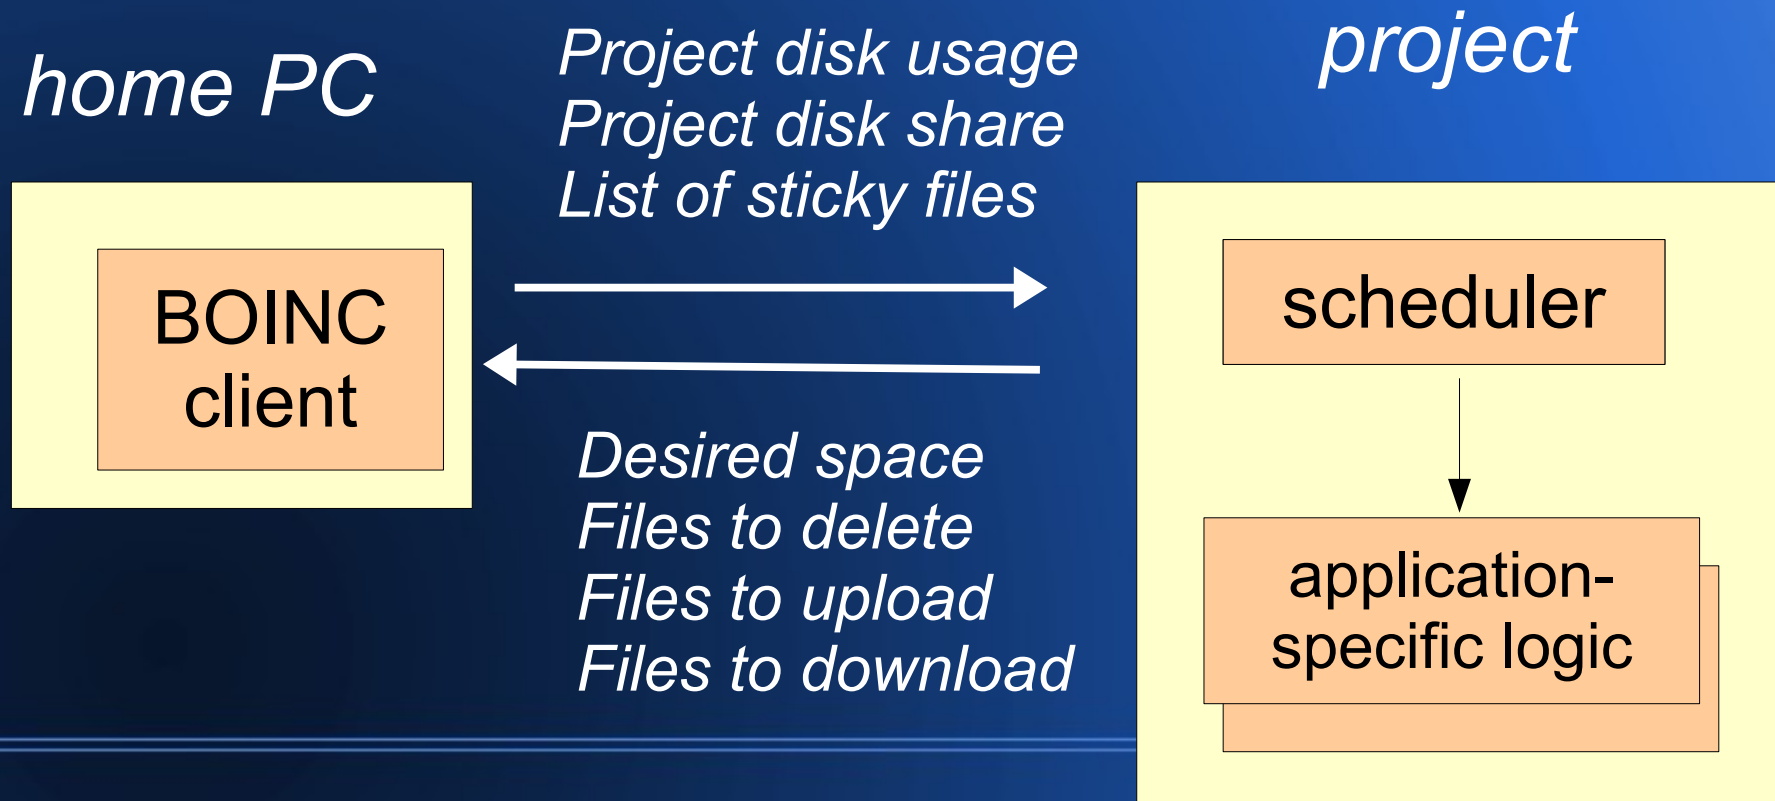 home PC
Project disk usage
Project disk share
List of sticky files
project
BOINC
client
scheduler
Desired space
Files to delete
Files to upload
Files to download
application-
specific logic